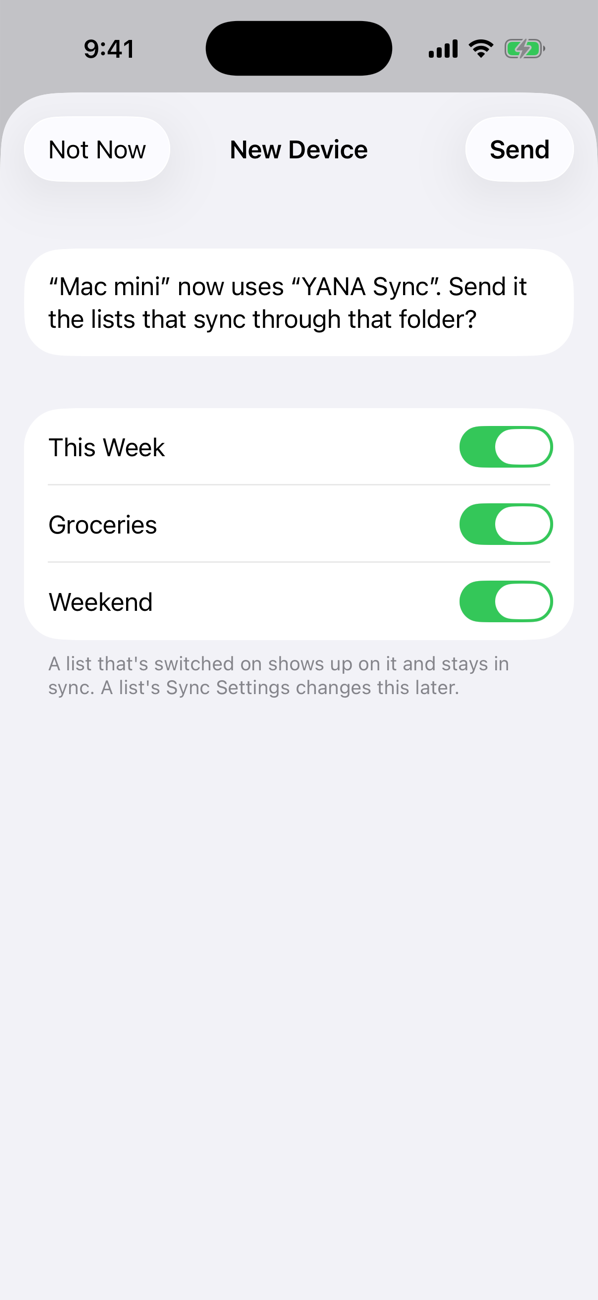 9:41
Not Now
New Device
Send
“Mac mini” now uses “YANA Sync”. Send it
the lists that sync through that folder?
This Week
Groceries
Weekend
A list that's switched on shows up on it and stays in
sync. A list's Sync Settings changes this later.